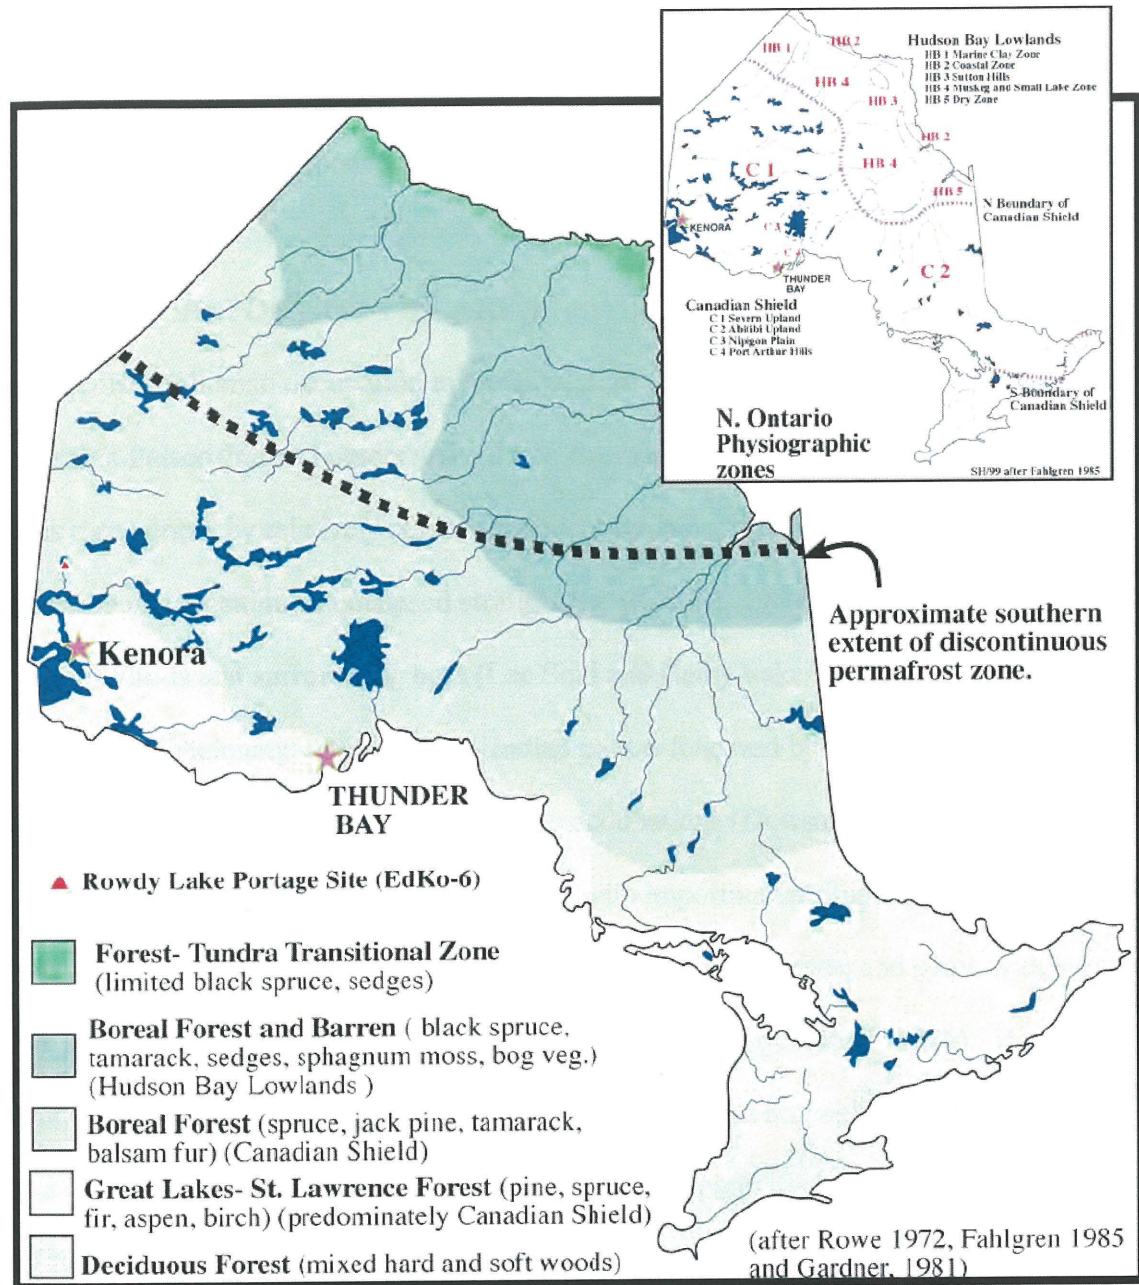 HB 1
HB 2
Hudson Bay Lowlands
HB 1 Marine Clay Zone
HB 2 Coastal Zone
HB 3 Sutton Hills
HB 4 Muskeg and Small Lake Zone
HB 5 Dry Zone
HB 4
HB 3
HB 2
HB 4
C 1
HB 5
N Boundary of
Canadian Shield
KENORA
C 3
C 2
THUNDER
BAY
Canadian Shield
C 1 Severn Upland
C 2 Abitibi Upland
C 3 Nipigon Plain
C 4 Port Arthur Hills
S Boundary of
Canadian Shield
N. Ontario
Physiographic
zones
SH/99 after Fahlgren 1985
Approximate southern
extent of discontinuous
permafrost zone.
Kenora
THUNDER
BAY
Rowdy Lake Portage Site (EdKo-6)
Forest- Tundra Transitional Zone
(limited black spruce, sedges)
Boreal Forest and Barren ( black spruce,
tamarack, sedges, sphagnum moss, bog veg.)
(Hudson Bay Lowlands )
Boreal Forest (spruce, jack pine, tamarack,
balsam fur) (Canadian Shield)
Great Lakes- St. Lawrence Forest (pine, spruce,
fir, aspen, birch) (predominately Canadian Shield)
Deciduous Forest (mixed hard and soft woods)
(after Rowe 1972, Fahlgren 1985
and Gardner, 1981)